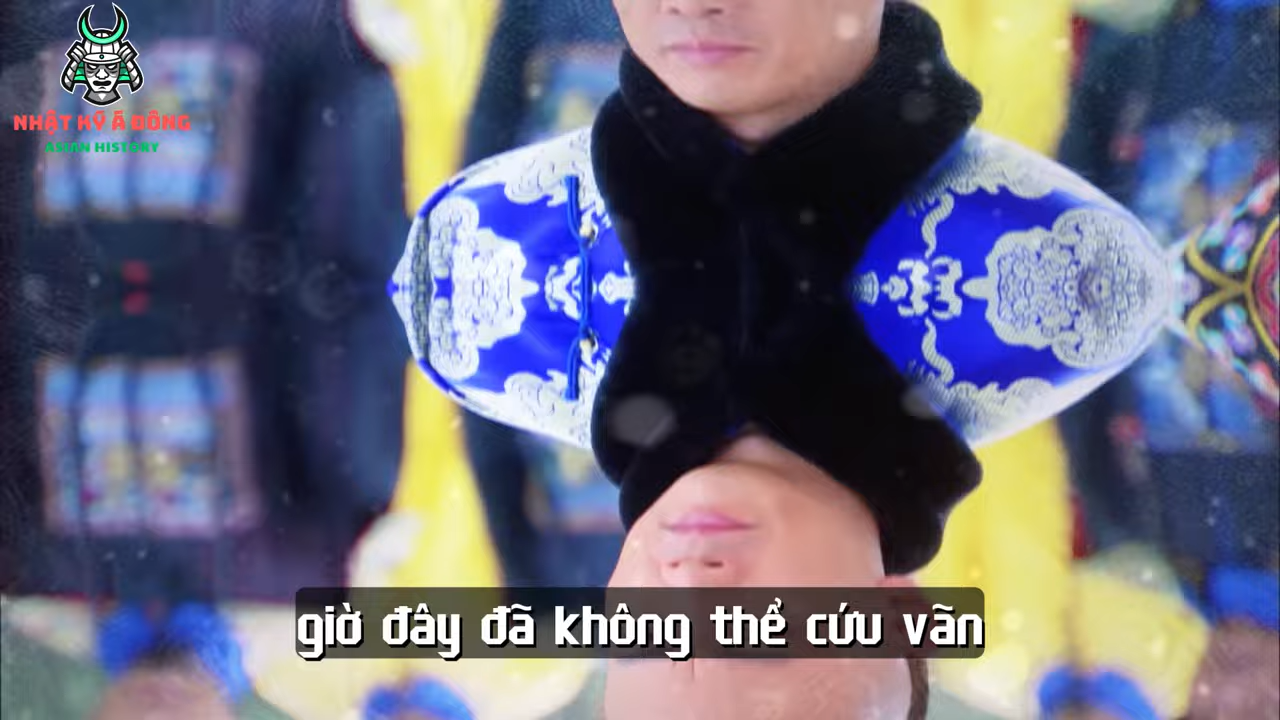 NHẬT KÝ Á ĐÔNG
ASIAN HISTORY
giờ đây đã không thể cứu vãn